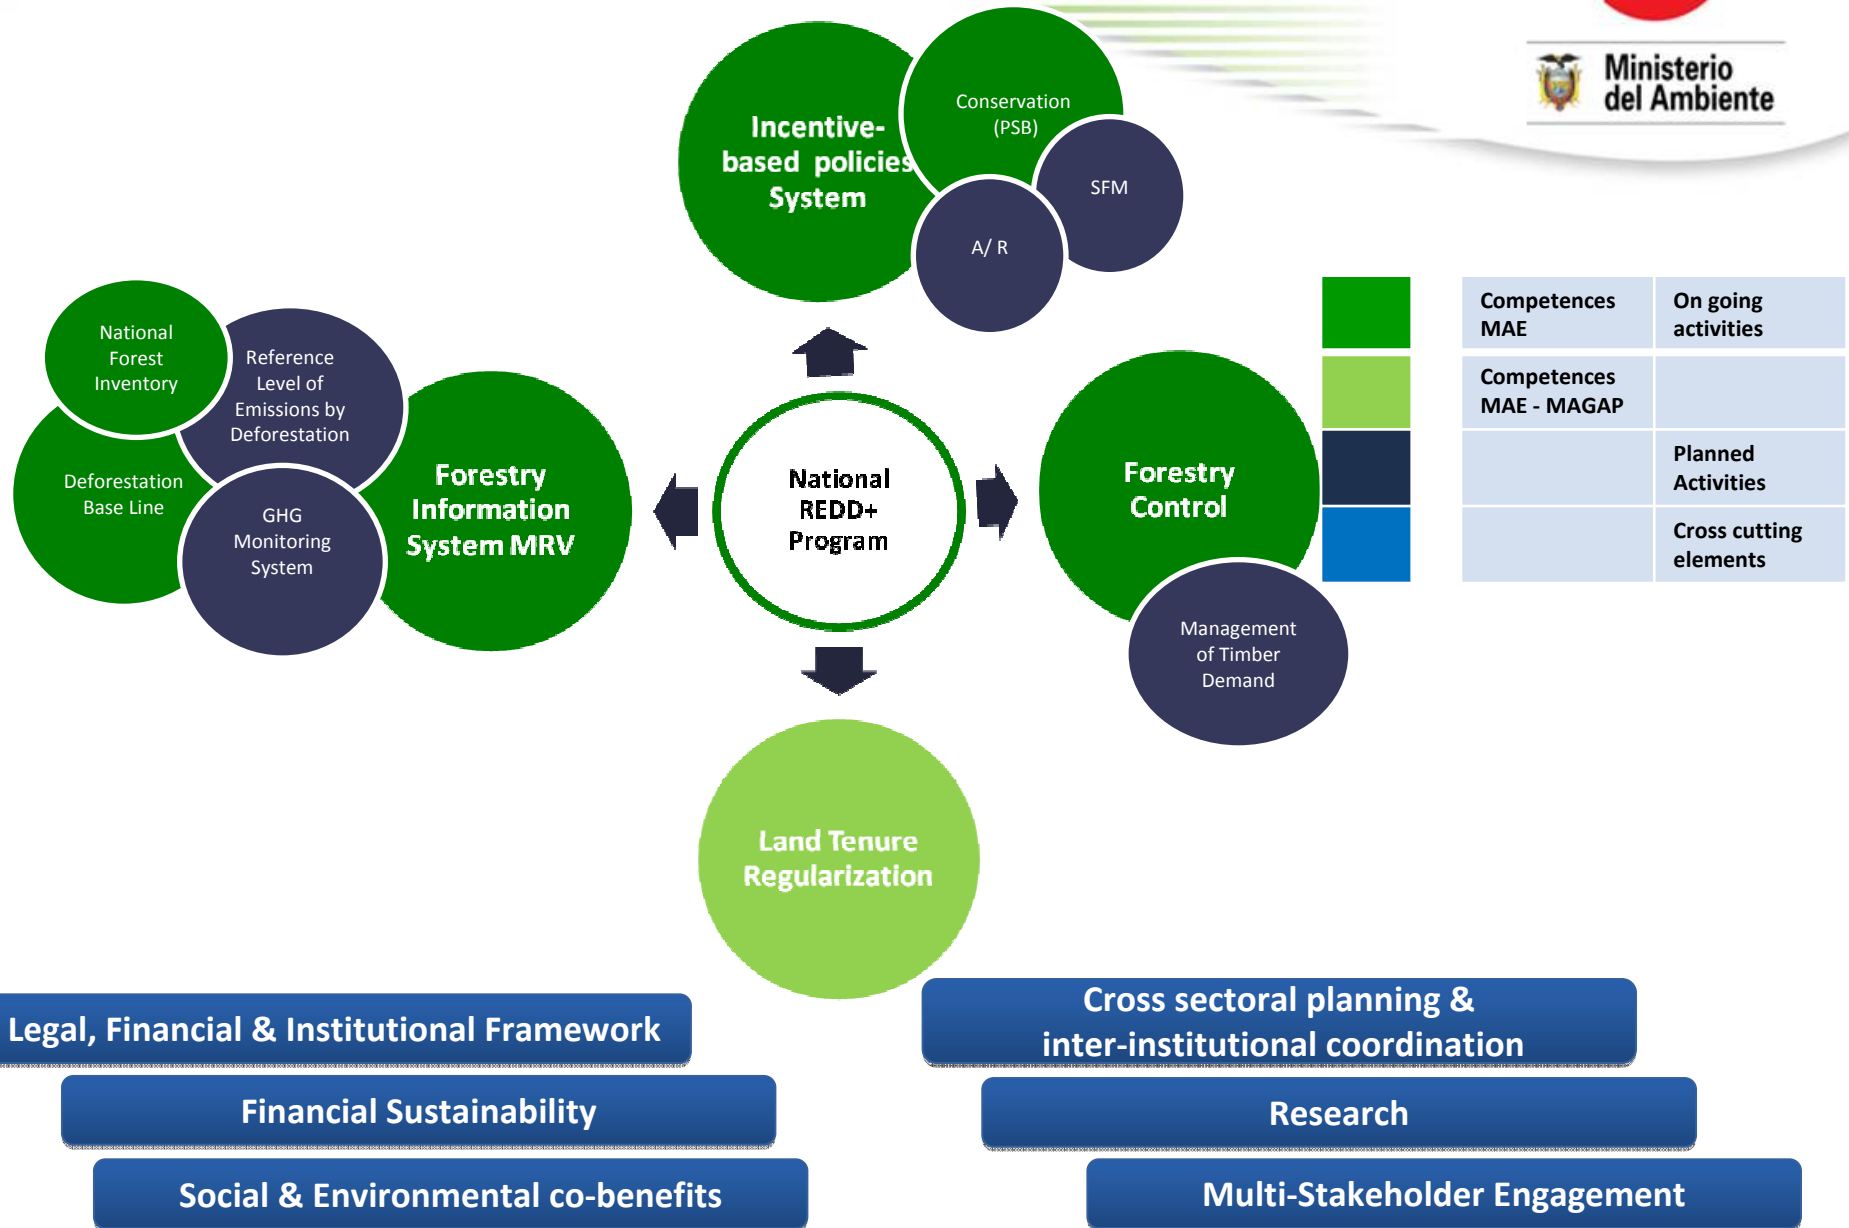 Ministerio
del Ambiente
Incentive-
based policies
System
Conservation
(PSB)
SFM
A/ R
National
Forest
Inventory
Reference
Level of
Emissions by
Deforestation
Deforestation
Base Line
GHG
Monitoring
System
Forestry
Information
System MRV
National
REDD+
Program
Forestry
Control
Management
of Timber
Demand
Competences
MAE
On going
activities
Competences
MAE - MAGAP
Planned
Activities
Cross cutting
elements
Land Tenure
Regularization
Legal, Financial & Institutional Framework
Financial Sustainability
Social & Environmental co-benefits
Cross sectoral planning &
inter-institutional coordination
Research
Multi-Stakeholder Engagement